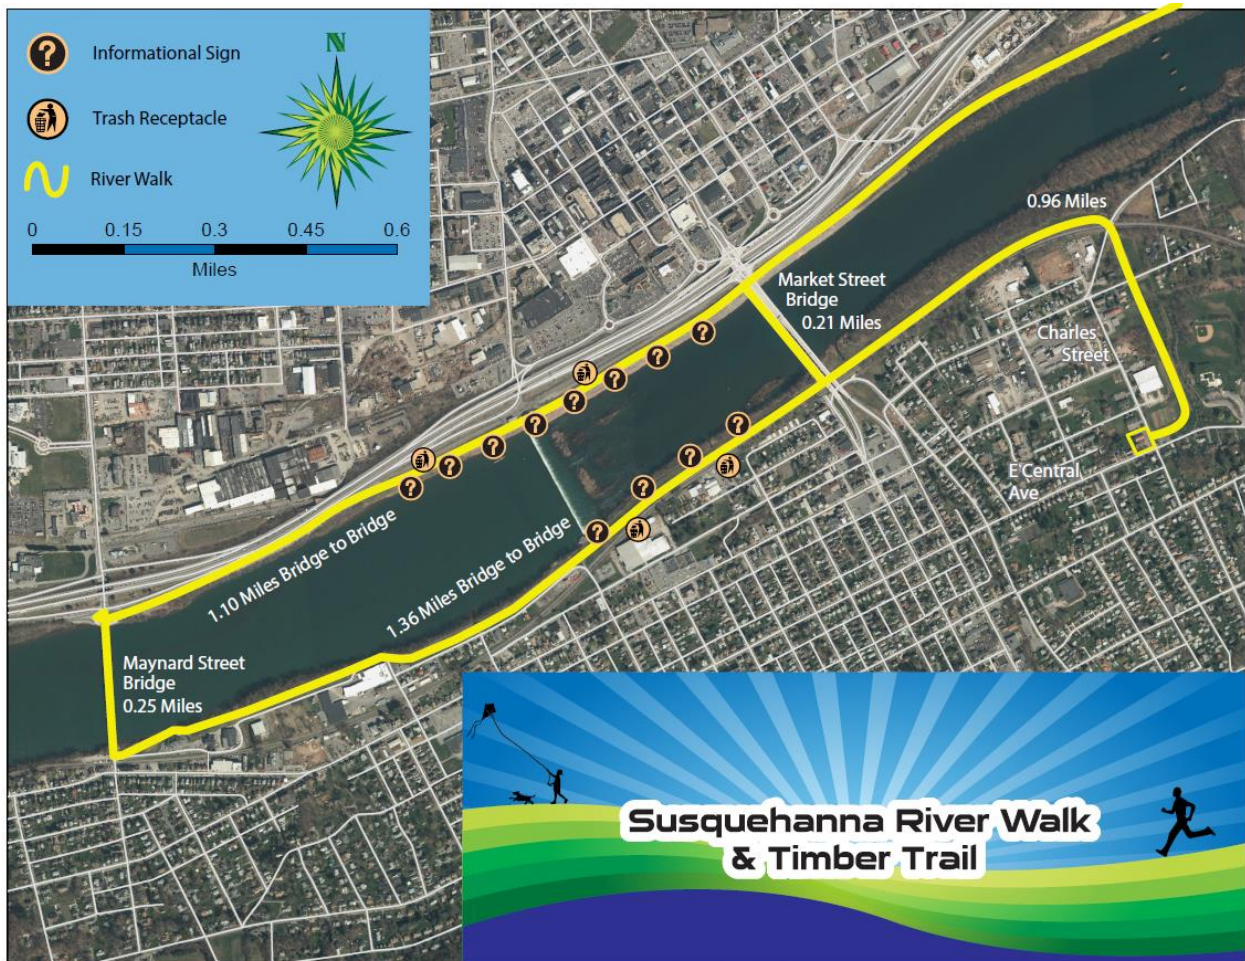 Informational Sign
N
Trash Receptacle
River Walk
0 0.15 0.3 0.45 0.6
Miles
0.96 Miles
Market Street
Bridge
0.21 Miles
Charles
Street
E Central
Ave
1.10 Miles Bridge to Bridge
1.36 Miles Bridge to Bridge
Maynard Street
Bridge
0.25 Miles
? ? ? ? ? ? ? ? ? ? ? ? ?
Susquehanna River Walk
& Timber Trail